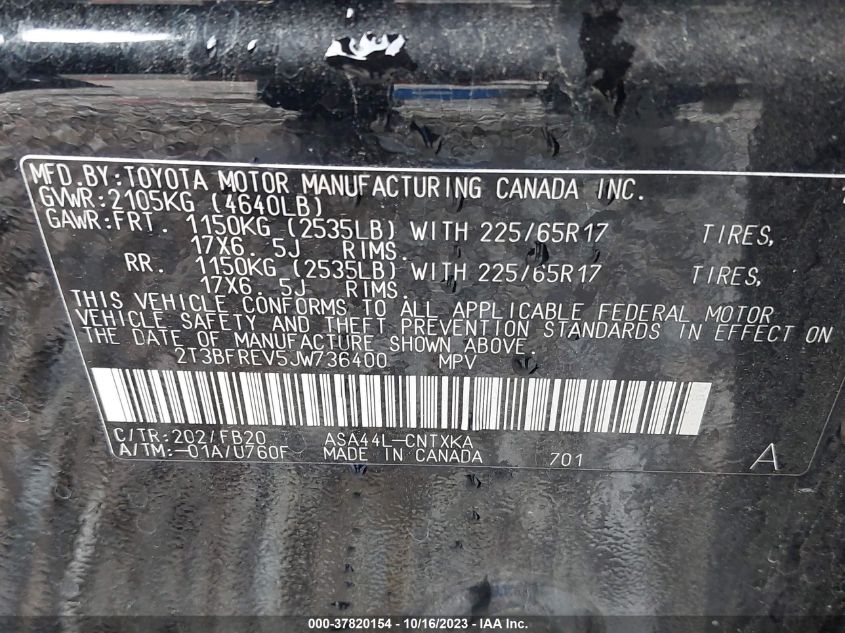 MFD.BY:TOYOTA MOTOR MANUFACTURING CANADA INC.
GVWR:2105KG (4640LB)
GAWR:FRT. 1150KG (2535LB) WITH 225/65R17 TIRES,
17X6. 5J RIMS.
RR. 1150KG (2535LB) WITH 225/65R17 TIRES,
17X6. 5J RIMS.
THIS VEHICLE CONFORMS TO ALL APPLICABLE FEDERAL MOTOR
VEHICLE SAFETY AND THEFT PREVENTION STANDARDS IN EFFECT ON
THE DATE OF MANUFACTURE SHOWN ABOVE.
2T3BFREV5JW736400 MPV
C/TR:202/FB20 ASA44L-CNTXKA
A/TM:-01A/U760F MADE IN CANADA 701 A
000-37820154 - 10/16/2023 - IAAI.com